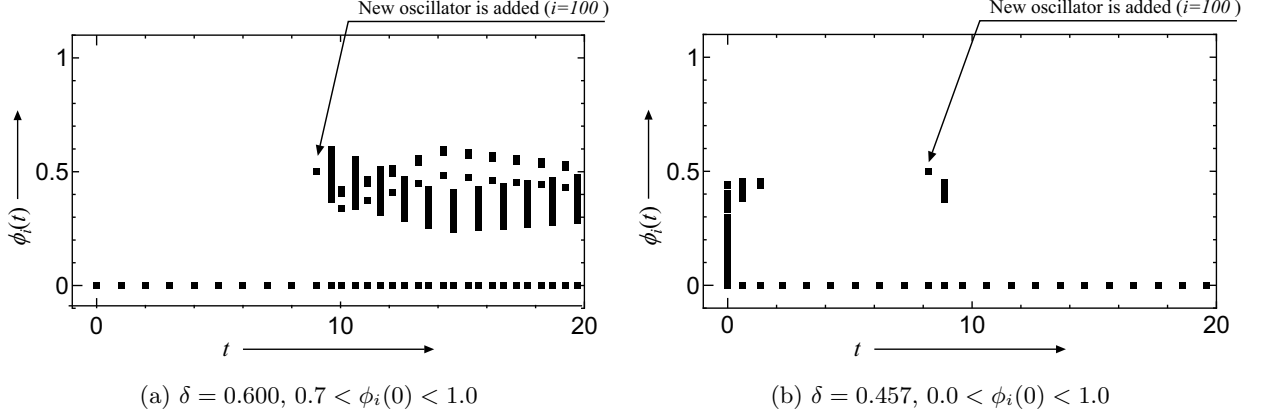 New oscillator is added (i=100 )
1
0.5
0
ϕi(t)
0
10
20
t
(a) δ = 0.600, 0.7 < ϕi(0) < 1.0
New oscillator is added (i=100 )
1
0.5
0
ϕi(t)
0
10
20
t
(b) δ = 0.457, 0.0 < ϕi(0) < 1.0